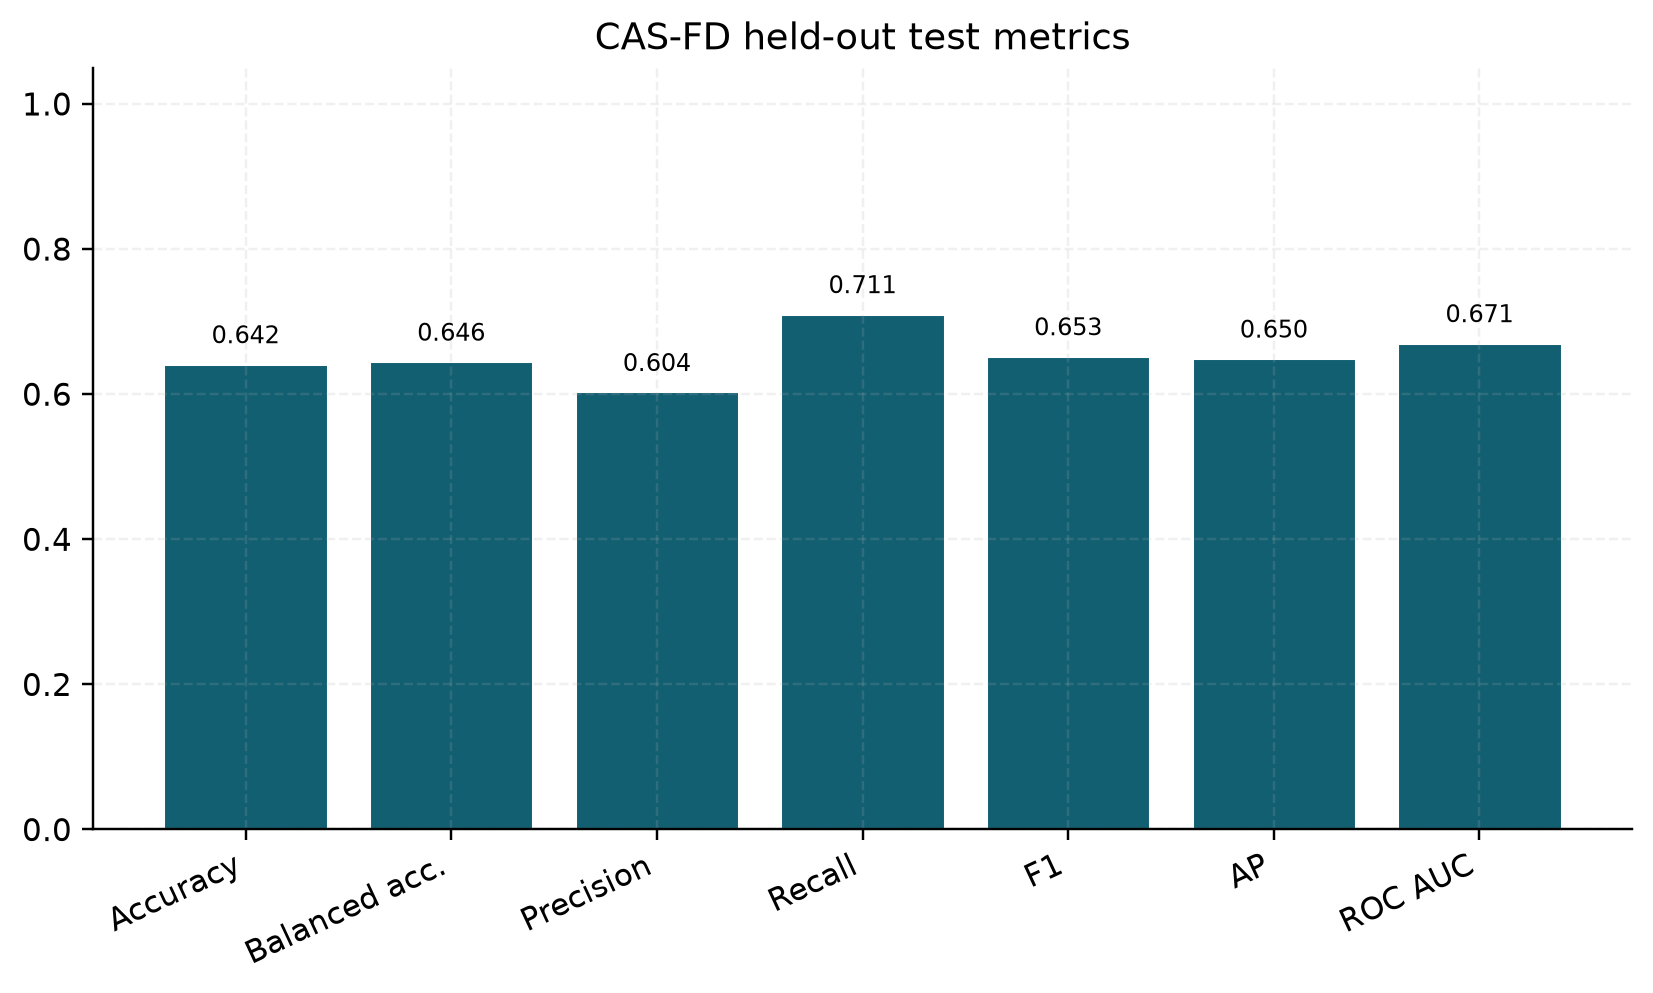 CAS-FD held-out test metrics
1.0
0.8
0.6
0.4
0.2
0.0
0.642
0.646
0.604
0.711
0.653
0.650
0.671
Accuracy
Balanced acc.
Precision
Recall
F1
AP
ROC AUC